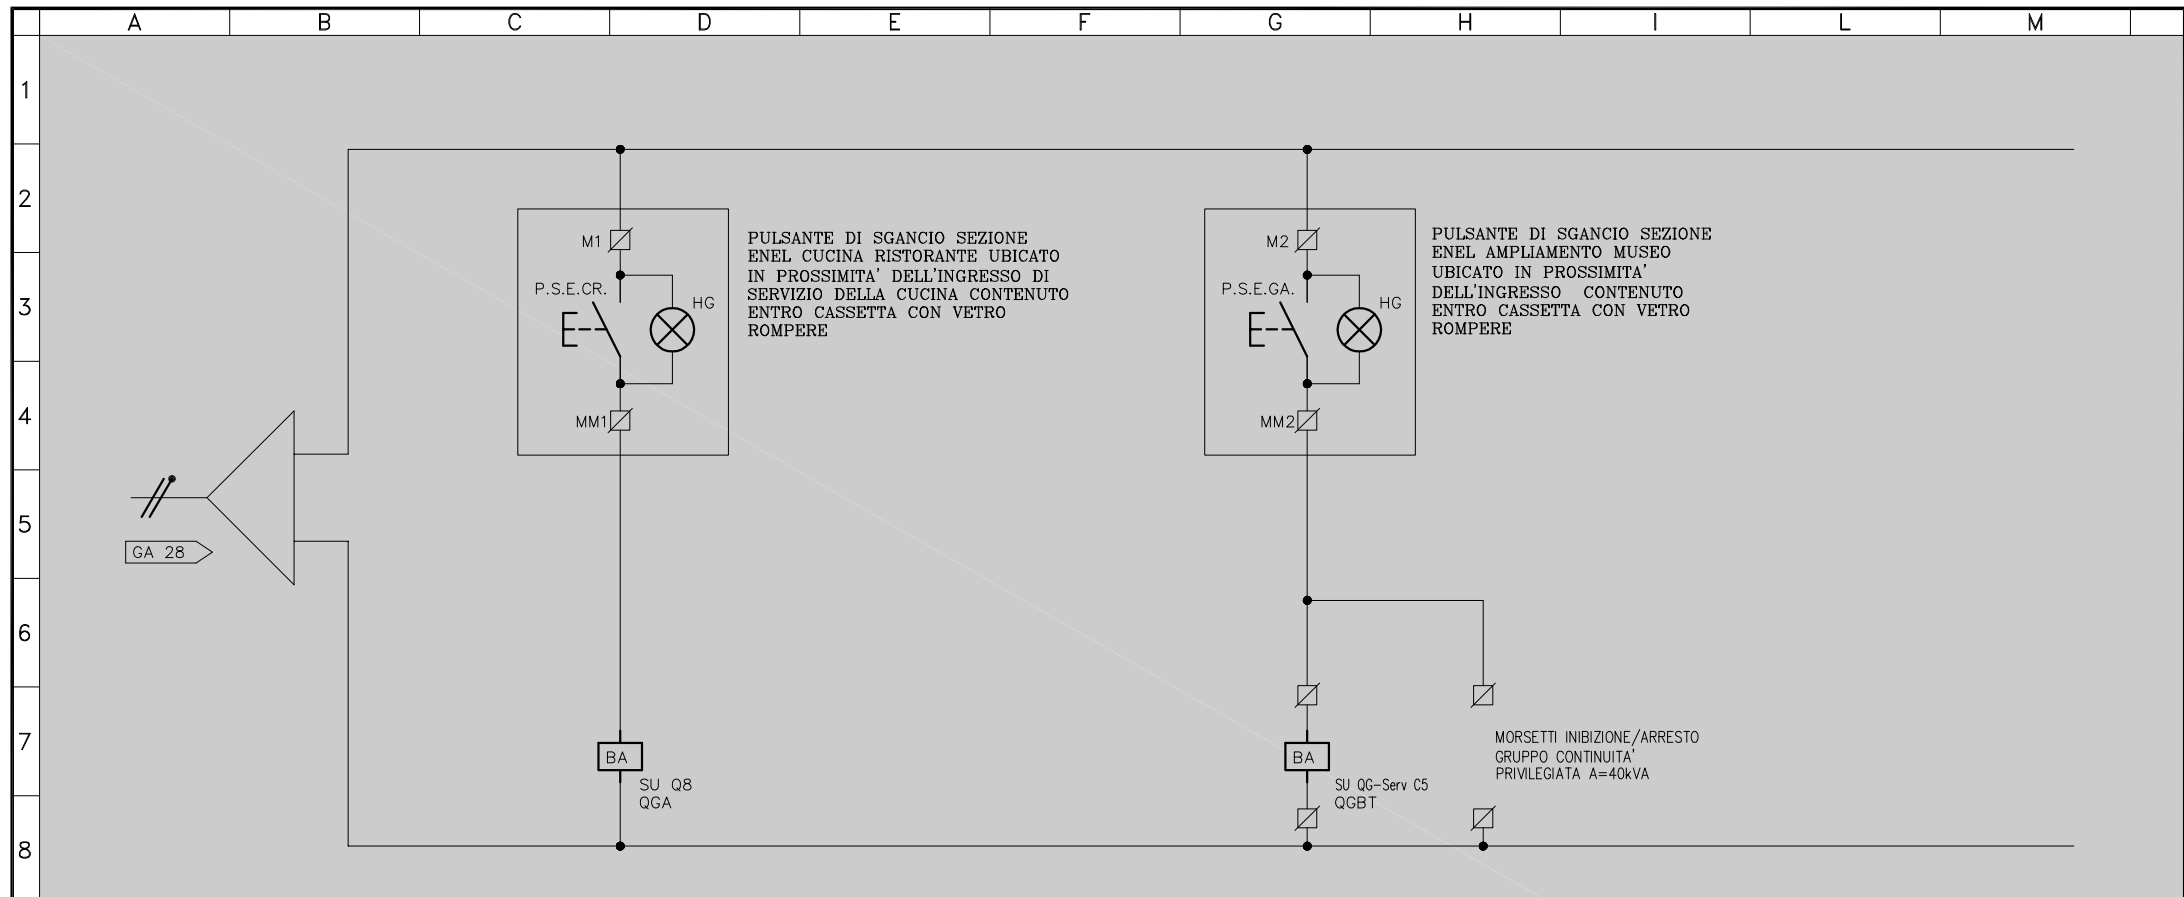 A B C D E F G H I L M
1
2
3
4
5
6
7
8
M1
P.S.E.CR.
HG
MM1
PULSANTE DI SGANCIO SEZIONE
ENEL CUCINA RISTORANTE UBICATO
IN PROSSIMITA' DELL'INGRESSO DI
SERVIZIO DELLA CUCINA CONTENUTO
ENTRO CASSETTA CON VETRO
ROMPERE
M2
P.S.E.GA.
HG
MM2
PULSANTE DI SGANCIO SEZIONE
ENEL AMPLIAMENTO MUSEO
UBICATO IN PROSSIMITA'
DELL'INGRESSO CONTENUTO
ENTRO CASSETTA CON VETRO
ROMPERE
GA 28
BA
SU Q8
QGA
BA
SU QG-Serv C5
QGBT
MORSETTI INIBIZIONE/ARRESTO
GRUPPO CONTINUITA'
PRIVILEGIATA A=40kVA